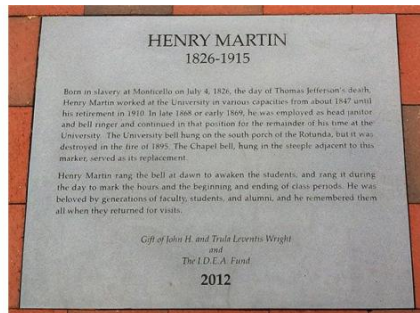 HENRY MARTIN
1826-1915
Born in slavery at Monticello on July 4, 1826, the day of Thomas Jefferson's death,
Henry Martin worked at the University in various capacities from about 1847 until
his retirement in 1910. In late 1868 or early 1869, he was employed as head janitor
and bell ringer and continued in that position for the remainder of his time at the
University. The University bell hung on the south porch of the Rotunda, but it was
destroyed in the fire of 1895. The Chapel bell, hung in the steeple adjacent to this
marker, served as its replacement.
Henry Martin rang the bell at dawn to awaken the students, and rang it during
the day to mark the hours and the beginning and ending of class periods. He was
beloved by generations of faculty, students, and alumni, and he remembered them
all when they returned for visits.
Gift of John H. and Trula Leventis Wright
and
The I.D.E.A. Fund
2012